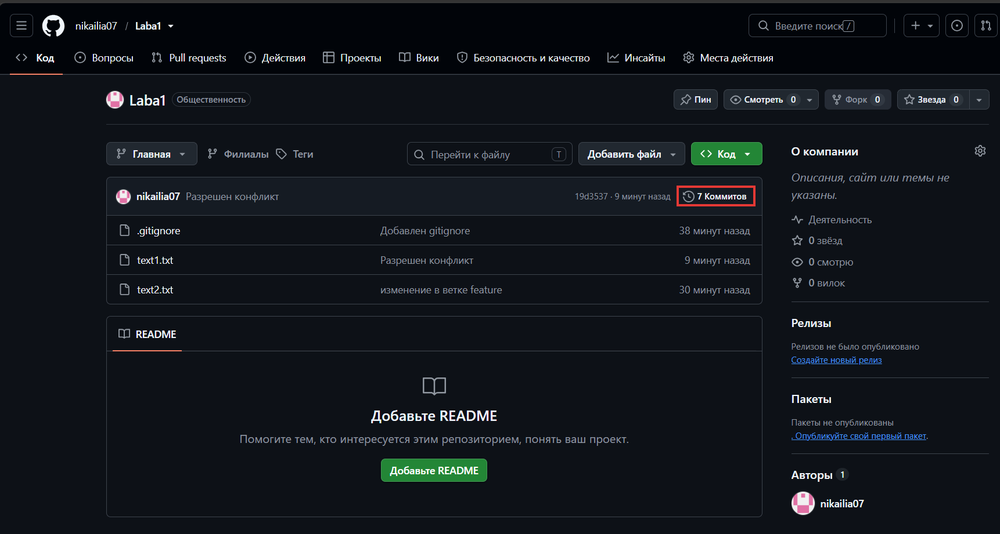 nikailia07 / Laba1
Введите поиск /
Код Вопросы Pull requests Действия Проекты Вики Безопасность и качество Инсайты Места действия
Laba1 Общественность
Пин Смотреть 0 Форк 0 Звезда 0
Главная Филиалы Теги Перейти к файлу T Добавить файл Код
nikailia07 Разрешен конфликт 19d3537 · 9 минут назад 7 Коммитов
.gitignore Добавлен gitignore 38 минут назад
text1.txt Разрешен конфликт 9 минут назад
text2.txt изменение в ветке feature 30 минут назад
README
Добавьте README
Помогите тем, кто интересуется этим репозиторием, понять ваш проект.
Добавьте README
О компании
Описания, сайт или темы не
указаны.
Деятельность
0 звёзд
0 смотрю
0 вилок
Релизы
Релизов не было опубликовано
Создайте новый релиз
Пакеты
Пакеты не опубликованы
. Опубликуйте свой первый пакет.
Авторы 1
nikailia07